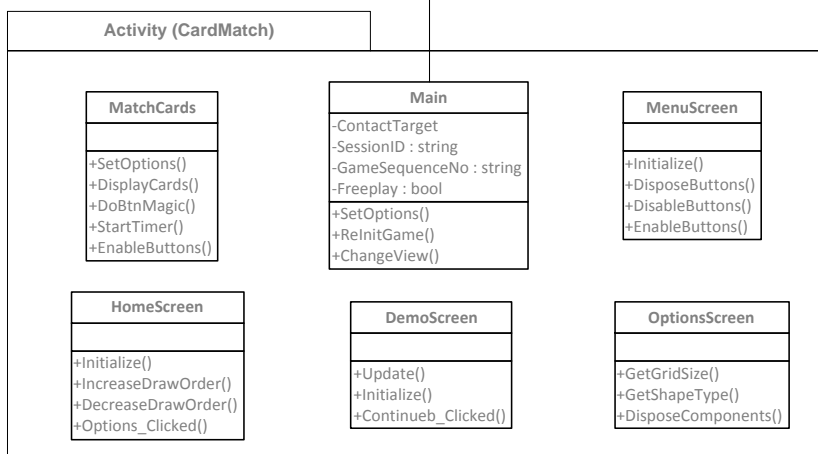 Activity (CardMatch)
MatchCards
+SetOptions()
+DisplayCards()
+DoBtnMagic()
+StartTimer()
+EnableButtons()
Main
-ContactTarget
-SessionID : string
-GameSequenceNo : string
-Freeplay : bool
+SetOptions()
+ReInitGame()
+ChangeView()
MenuScreen
+Initialize()
+DisposeButtons()
+DisableButtons()
+EnableButtons()
HomeScreen
+Initialize()
+IncreaseDrawOrder()
+DecreaseDrawOrder()
+Options_Clicked()
DemoScreen
+Update()
+Initialize()
+Continueb_Clicked()
OptionsScreen
+GetGridSize()
+GetShapeType()
+DisposeComponents()